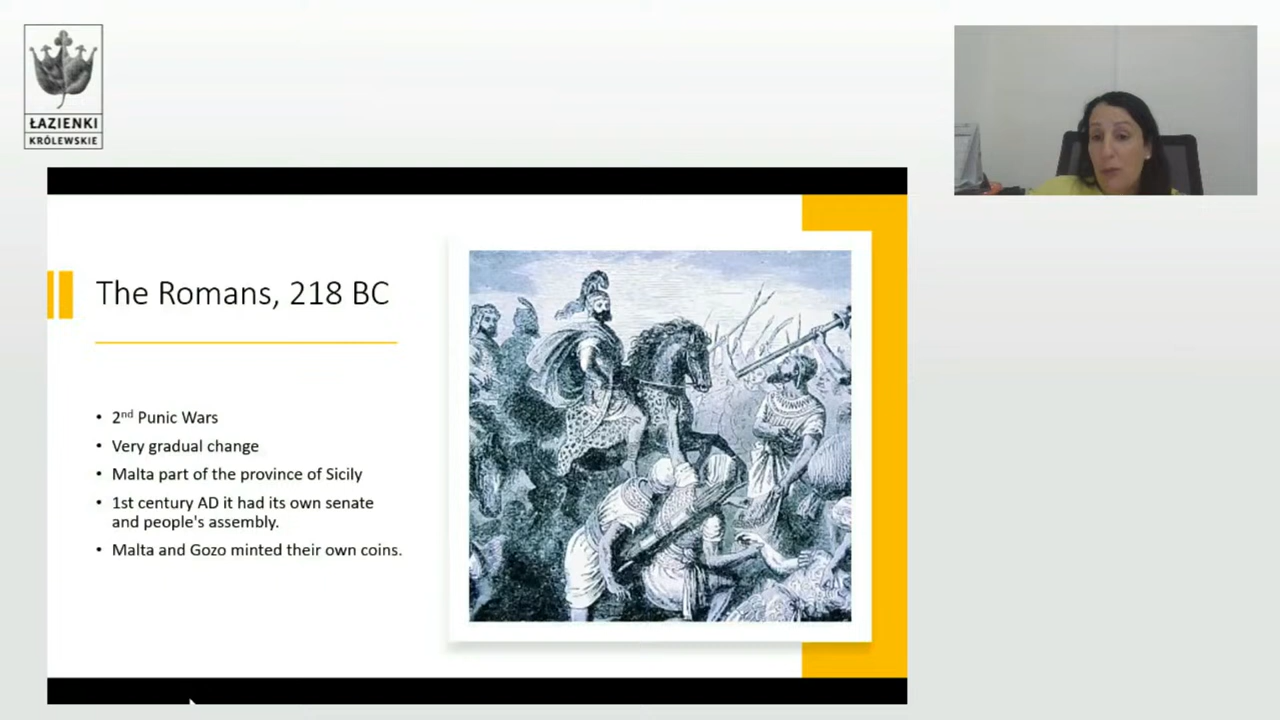 ŁAZIENKI
KRÓLEWSKIE
The Romans, 218 BC
• 2nd Punic Wars
• Very gradual change
• Malta part of the province of Sicily
• 1st century AD it had its own senate
and people's assembly.
• Malta and Gozo minted their own coins.